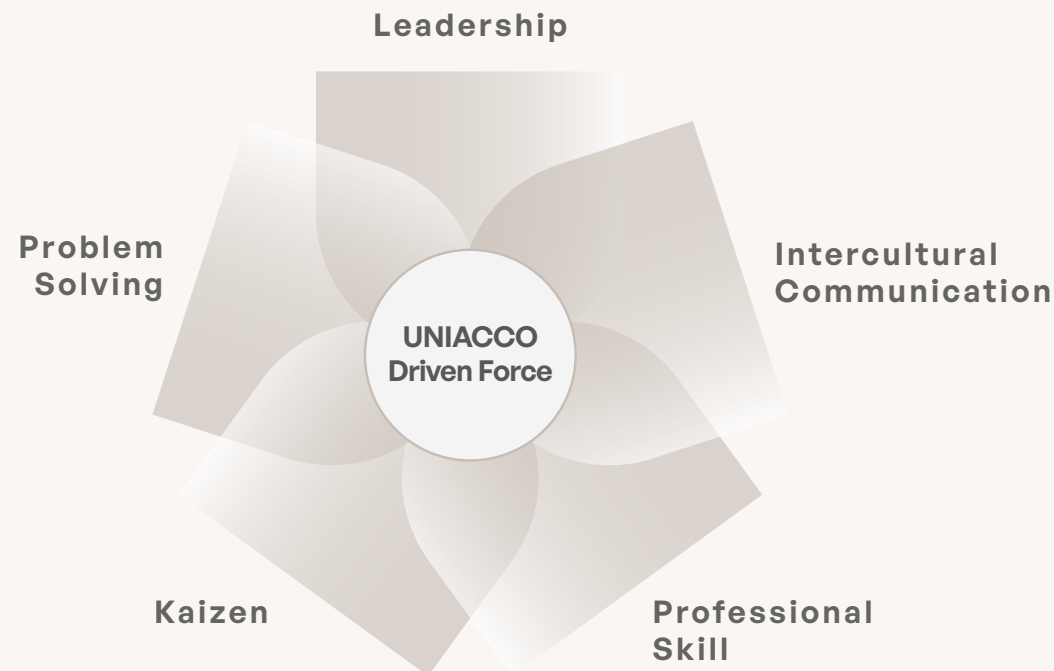 Leadership
Problem
Solving
Intercultural
Communication
UNIACCO
Driven Force
Kaizen
Professional
Skill